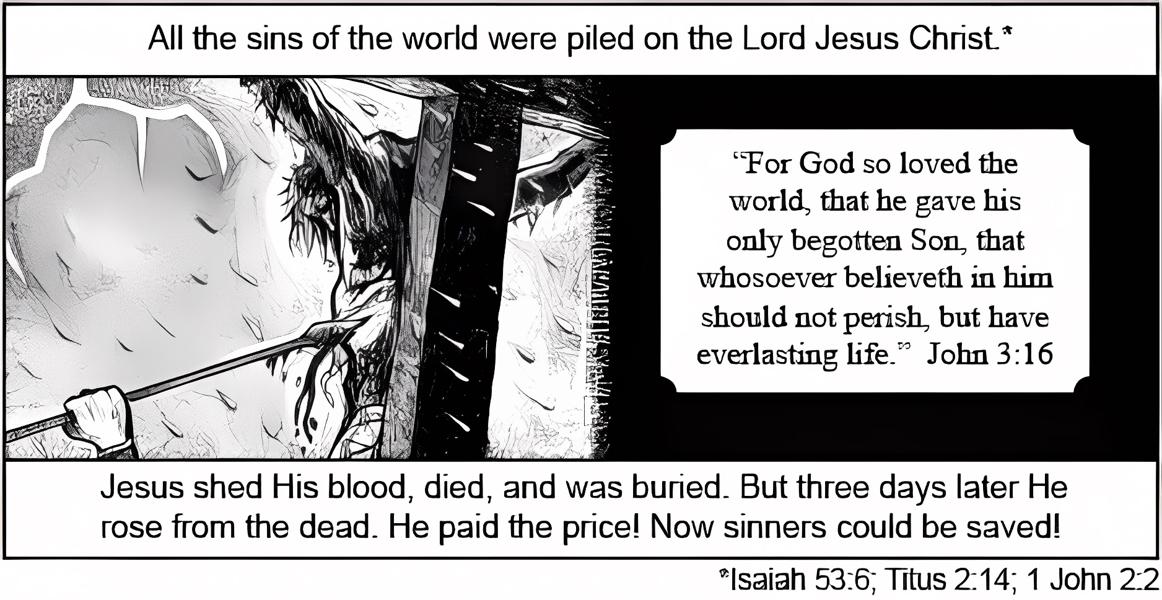 All the sins of the world were piled on the Lord Jesus Christ.*
"For God so loved the
world, that he gave his
only begotten Son, that
whosoever believeth in him
should not perish, but have
everlasting life." John 3:16
Jesus shed His blood, died, and was buried. But three days later He
rose from the dead. He paid the price! Now sinners could be saved!
*Isaiah 53:6; Titus 2:14; 1 John 2:2